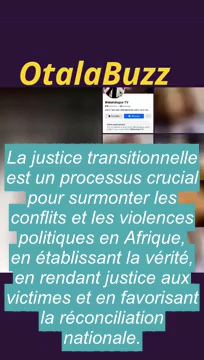 OtalaBuzz
La justice transitionnelle
est un processus crucial
pour surmonter les
conflits et les violences
politiques en Afrique,
en établissant la vérité,
en rendant justice aux
victimes et en favorisant
la réconciliation
nationale.